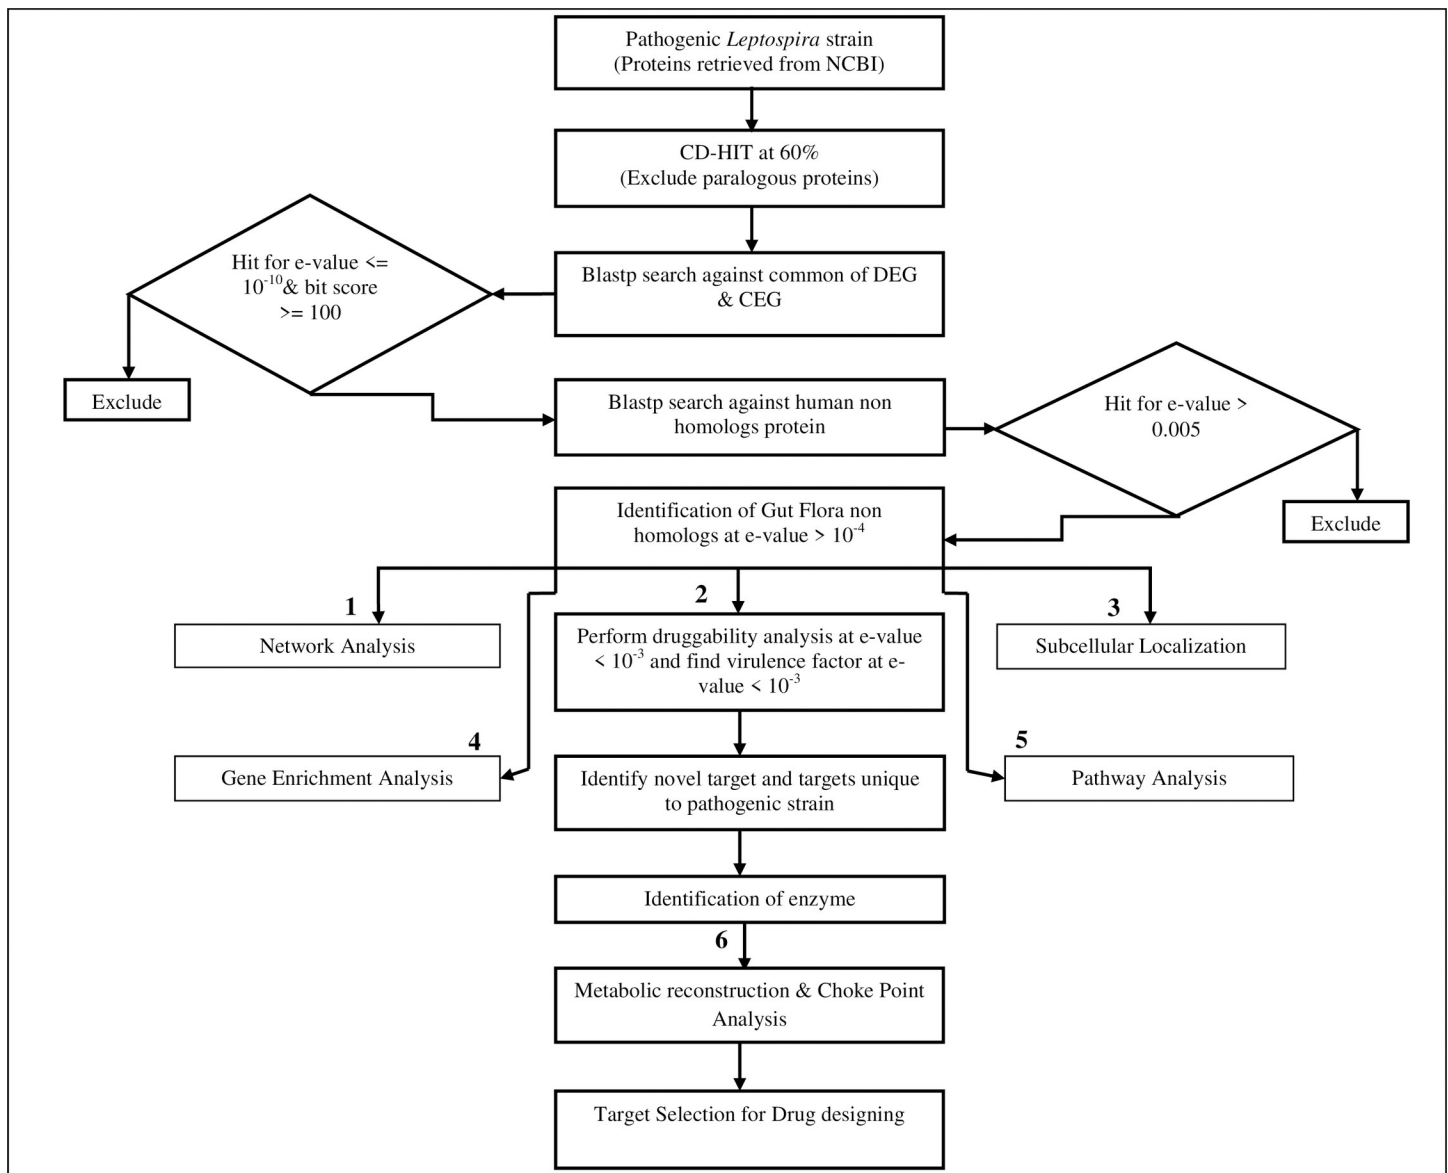 Pathogenic Leptospira strain
(Proteins retrieved from NCBI)
CD-HIT at 60%
(Exclude paralogous proteins)
Hit for e-value <=
10-10& bit score
>= 100
Blastp search against common of DEG
& CEG
Exclude
Blastp search against human non
homologs protein
Hit for e-value >
0.005
Exclude
Identification of Gut Flora non
homologs at e-value > 10-4
1
Network Analysis
2
Perform druggability analysis at e-value
< 10-3 and find virulence factor at e-
value < 10-3
3
Subcellular Localization
4
Gene Enrichment Analysis
Identify novel target and targets unique
to pathogenic strain
5
Pathway Analysis
Identification of enzyme
6
Metabolic reconstruction & Choke Point
Analysis
Target Selection for Drug designing